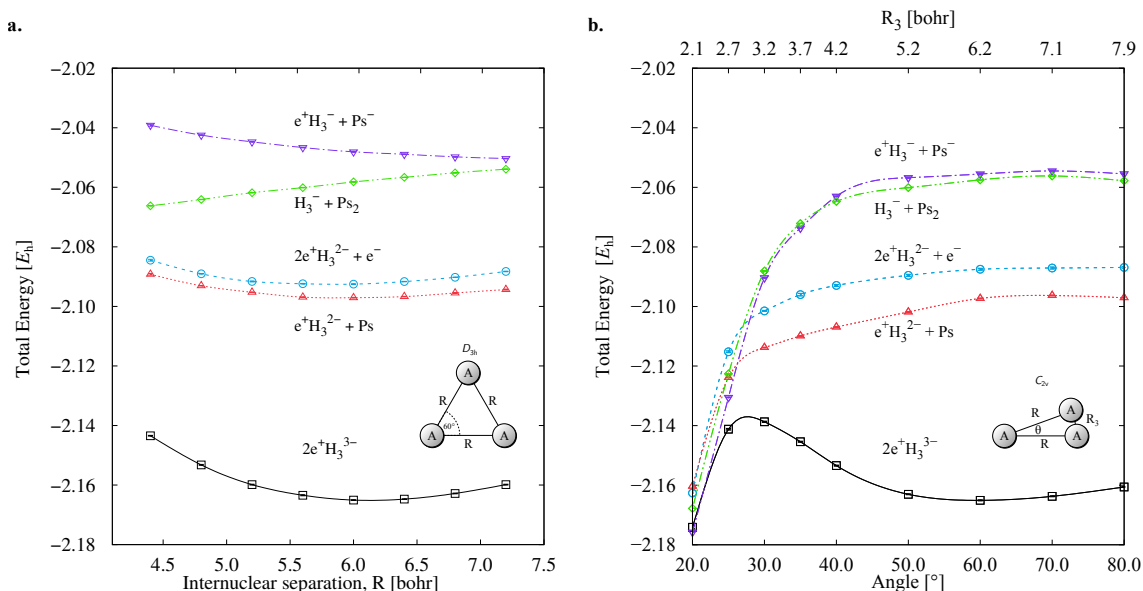 a.
−2.02
−2.04
−2.06
−2.08
−2.10
−2.12
−2.14
−2.16
−2.18
Total Energy [E_h]
4.5 5.0 5.5 6.0 6.5 7.0 7.5
Internuclear separation, R [bohr]
e⁺H₃⁻ + Ps⁻
H₃⁻ + Ps₂
2e⁺H₃²⁻ + e⁻
e⁺H₃²⁻ + Ps
2e⁺H₃³⁻
D₃ₕ
A
R R
60°
A R A
b.
R₃ [bohr]
2.1 2.7 3.2 3.7 4.2 5.2 6.2 7.1 7.9
−2.02
−2.04
−2.06
−2.08
−2.10
−2.12
−2.14
−2.16
−2.18
Total Energy [E_h]
20.0 30.0 40.0 50.0 60.0 70.0 80.0
Angle [°]
e⁺H₃⁻ + Ps⁻
H₃⁻ + Ps₂
2e⁺H₃²⁻ + e⁻
e⁺H₃²⁻ + Ps
2e⁺H₃³⁻
C₂ᵥ
A
R R₃
θ
A R A